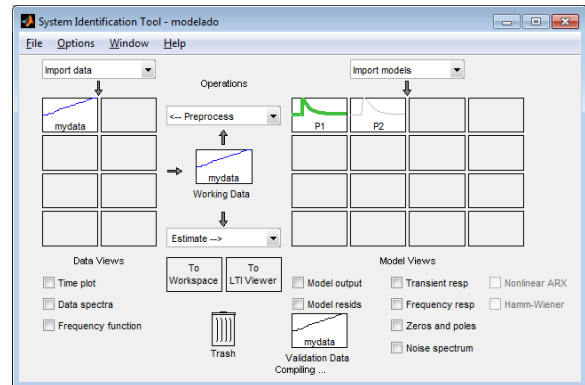 System Identification Tool - modelado
File Options Window Help
Import data
Operations
Import models
<-- Preprocess
mydata
P1
P2
mydata
Working Data
Estimate -->
Data Views
To Workspace
To LTI Viewer
Model Views
Time plot
Data spectra
Frequency function
Trash
Model output
Model resids
mydata
Validation Data
Compiling ...
Transient resp
Frequency resp
Zeros and poles
Noise spectrum
Nonlinear ARX
Hamm-Wiener